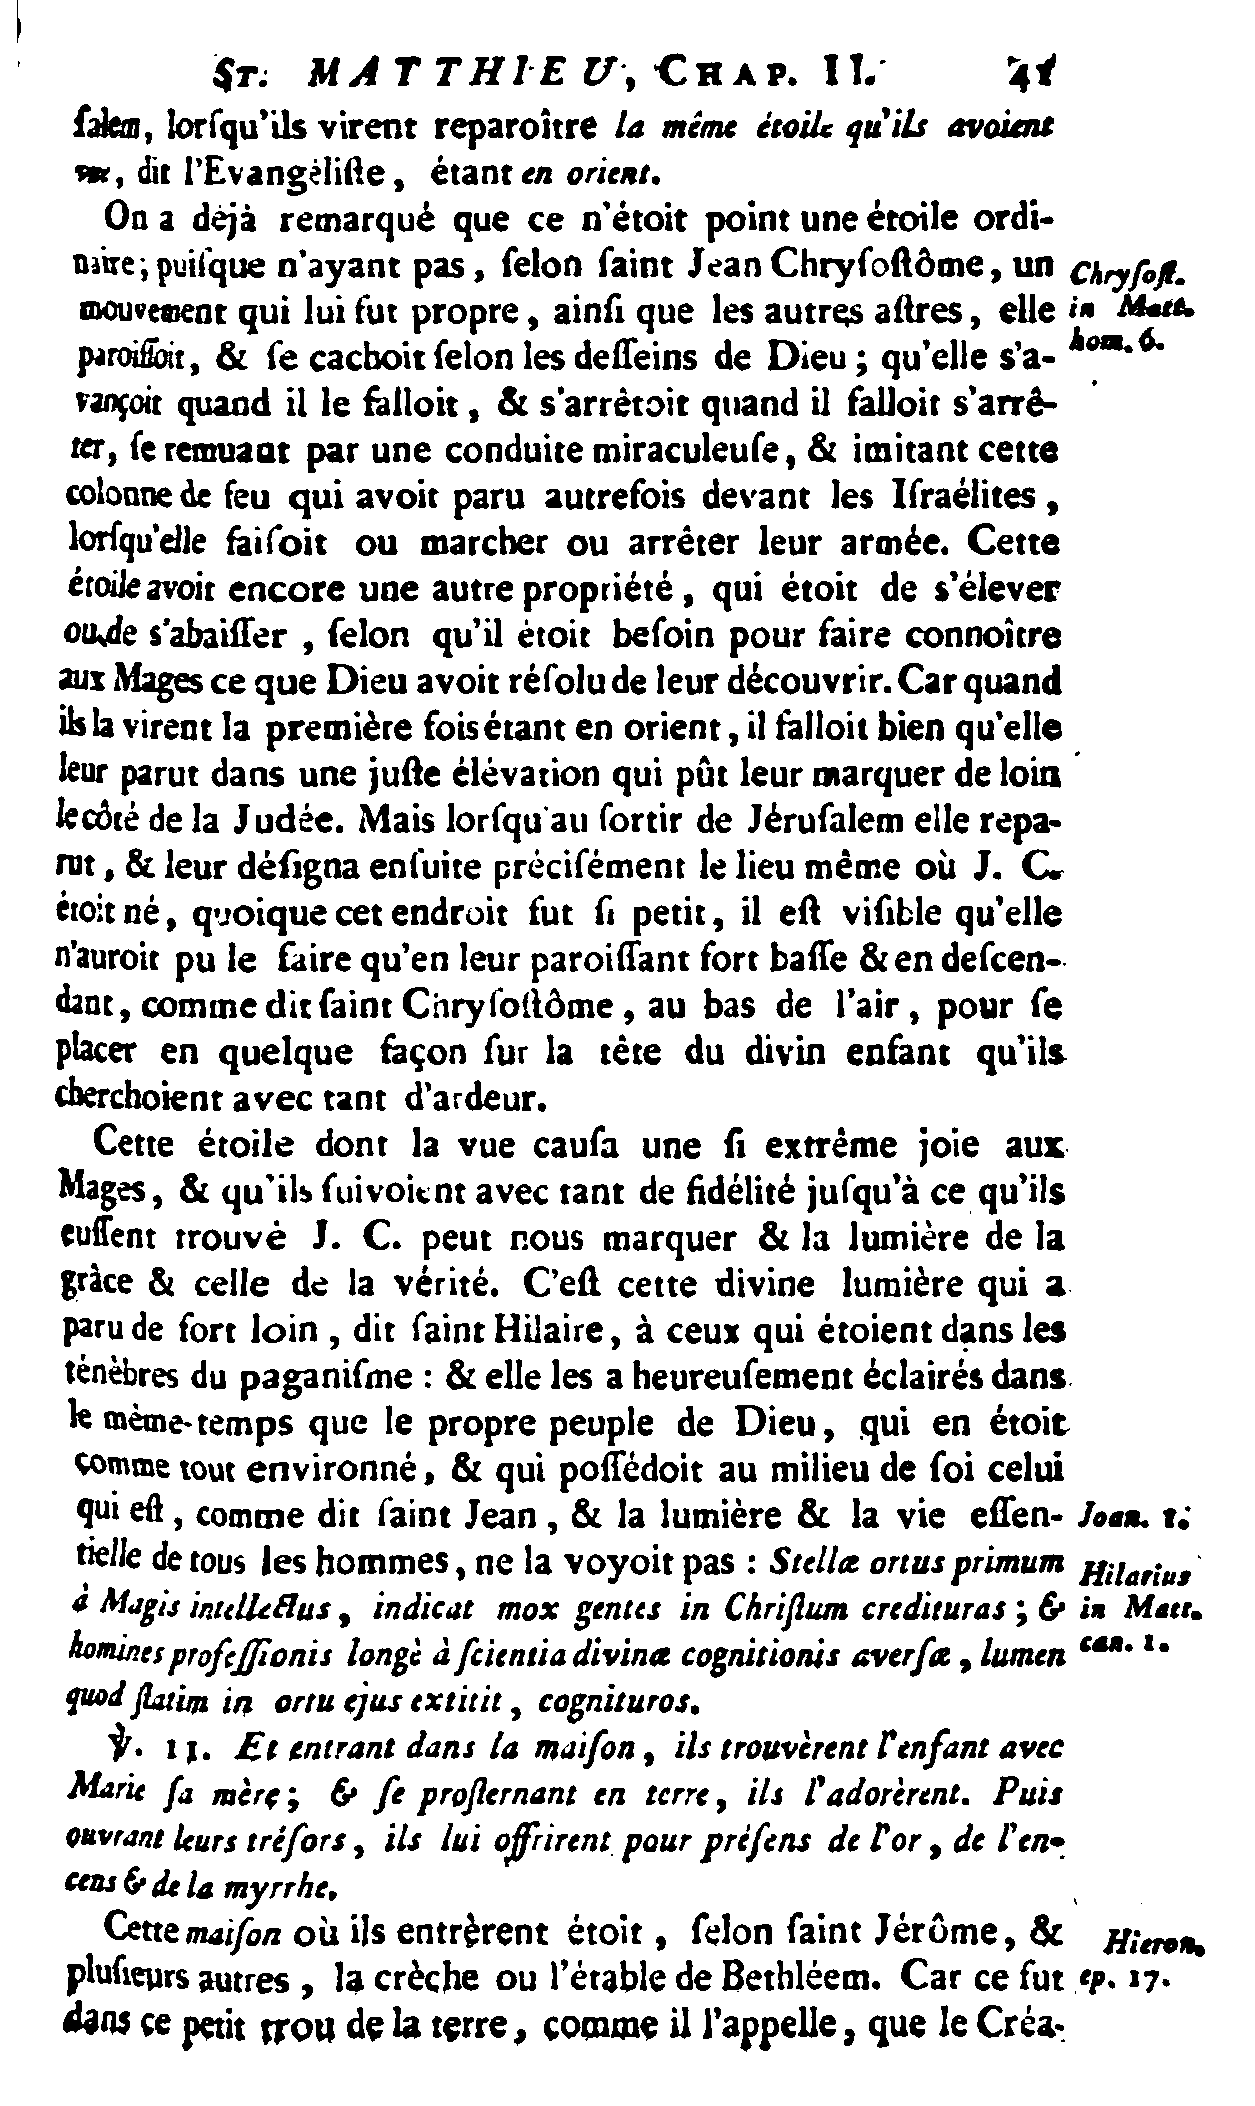 ST. MATTHIEU, CHAP. II. 41
ſalem, lorſqu'ils virent reparoître la même étoile qu'ils avoient
vue, dit l'Evangéliſte, étant en orient.
On a déjà remarqué que ce n'étoit point une étoile ordi-
naire; puiſque n'ayant pas, ſelon ſaint Jean Chryſoſtôme, un
Chryſoſt.
mouvement qui lui fut propre, ainſi que les autres aſtres, elle
in Matt.
paroiſſoit, & ſe cachoit ſelon les deſſeins de Dieu; qu'elle s'a-
hom. 6.
vançoit quand il le falloit, & s'arrêtoit quand il falloit s'arrê-
ter, ſe remuant par une conduite miraculeuſe, & imitant cette
colonne de feu qui avoit paru autrefois devant les Iſraélites,
lorſqu'elle faiſoit ou marcher ou arrêter leur armée. Cette
étoile avoit encore une autre propriété, qui étoit de s'élever
ou de s'abaiſſer, ſelon qu'il étoit beſoin pour faire connoître
aux Mages ce que Dieu avoit réſolu de leur découvrir. Car quand
ils la virent la première fois étant en orient, il falloit bien qu'elle
leur parut dans une juſte élévation qui pût leur marquer de loin
le côté de la Judée. Mais lorſqu'au ſortir de Jéruſalem elle repa-
rut, & leur déſigna enſuite préciſément le lieu même où J. C.
étoit né, quoique cet endroit fut ſi petit, il eſt viſible qu'elle
n'auroit pu le faire qu'en leur paroiſſant fort baſſe & en deſcen-
dant, comme dit ſaint Chryſoſtôme, au bas de l'air, pour ſe
placer en quelque façon ſur la tête du divin enfant qu'ils
cherchoient avec tant d'ardeur.
Cette étoile dont la vue cauſa une ſi extrême joie aux
Mages, & qu'ils ſuivoient avec tant de fidélité juſqu'à ce qu'ils
euſſent trouvé J. C. peut nous marquer & la lumière de la
grâce & celle de la vérité. C'eſt cette divine lumière qui a
paru de fort loin, dit ſaint Hilaire, à ceux qui étoient dans les
ténèbres du paganiſme : & elle les a heureuſement éclairés dans
le même-temps que le propre peuple de Dieu, qui en étoit
comme tout environné, & qui poſſédoit au milieu de ſoi celui
qui eſt, comme dit ſaint Jean, & la lumière & la vie eſſen-
Joan. 1.
tielle de tous les hommes, ne la voyoit pas : Stellæ ortus primum
Hilarius
à Magis intellectus, indicat mox gentes in Chriſtum credituras; &
in Matt.
homines profeſſionis longè à ſcientia divinæ cognitionis averſæ, lumen
can. 1.
quod ſtatim in ortu ejus extitit, cognituros.
℣. 11. Et entrant dans la maiſon, ils trouvèrent l'enfant avec
Marie ſa mère; & ſe proſternant en terre, ils l'adorèrent. Puis
ouvrant leurs tréſors, ils lui offrirent pour préſens de l'or, de l'en-
cens & de la myrrhe.
Cette maiſon où ils entrèrent étoit, ſelon ſaint Jérôme, &
Hieron.
pluſieurs autres, la crèche ou l'étable de Bethléem. Car ce fut
ep. 17.
dans ce petit trou de la terre, comme il l'appelle, que le Créa-